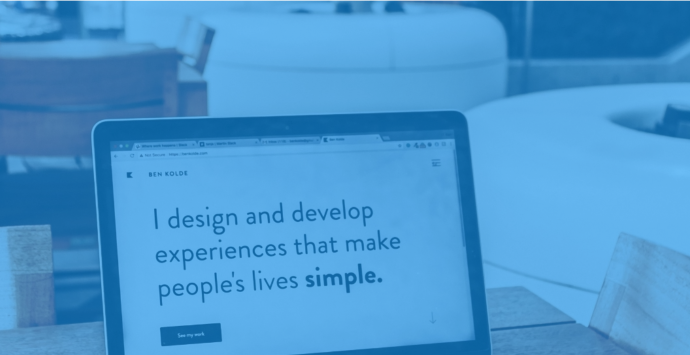 BEN KOLDE
I design and develop
experiences that make
people's lives simple.
See my work